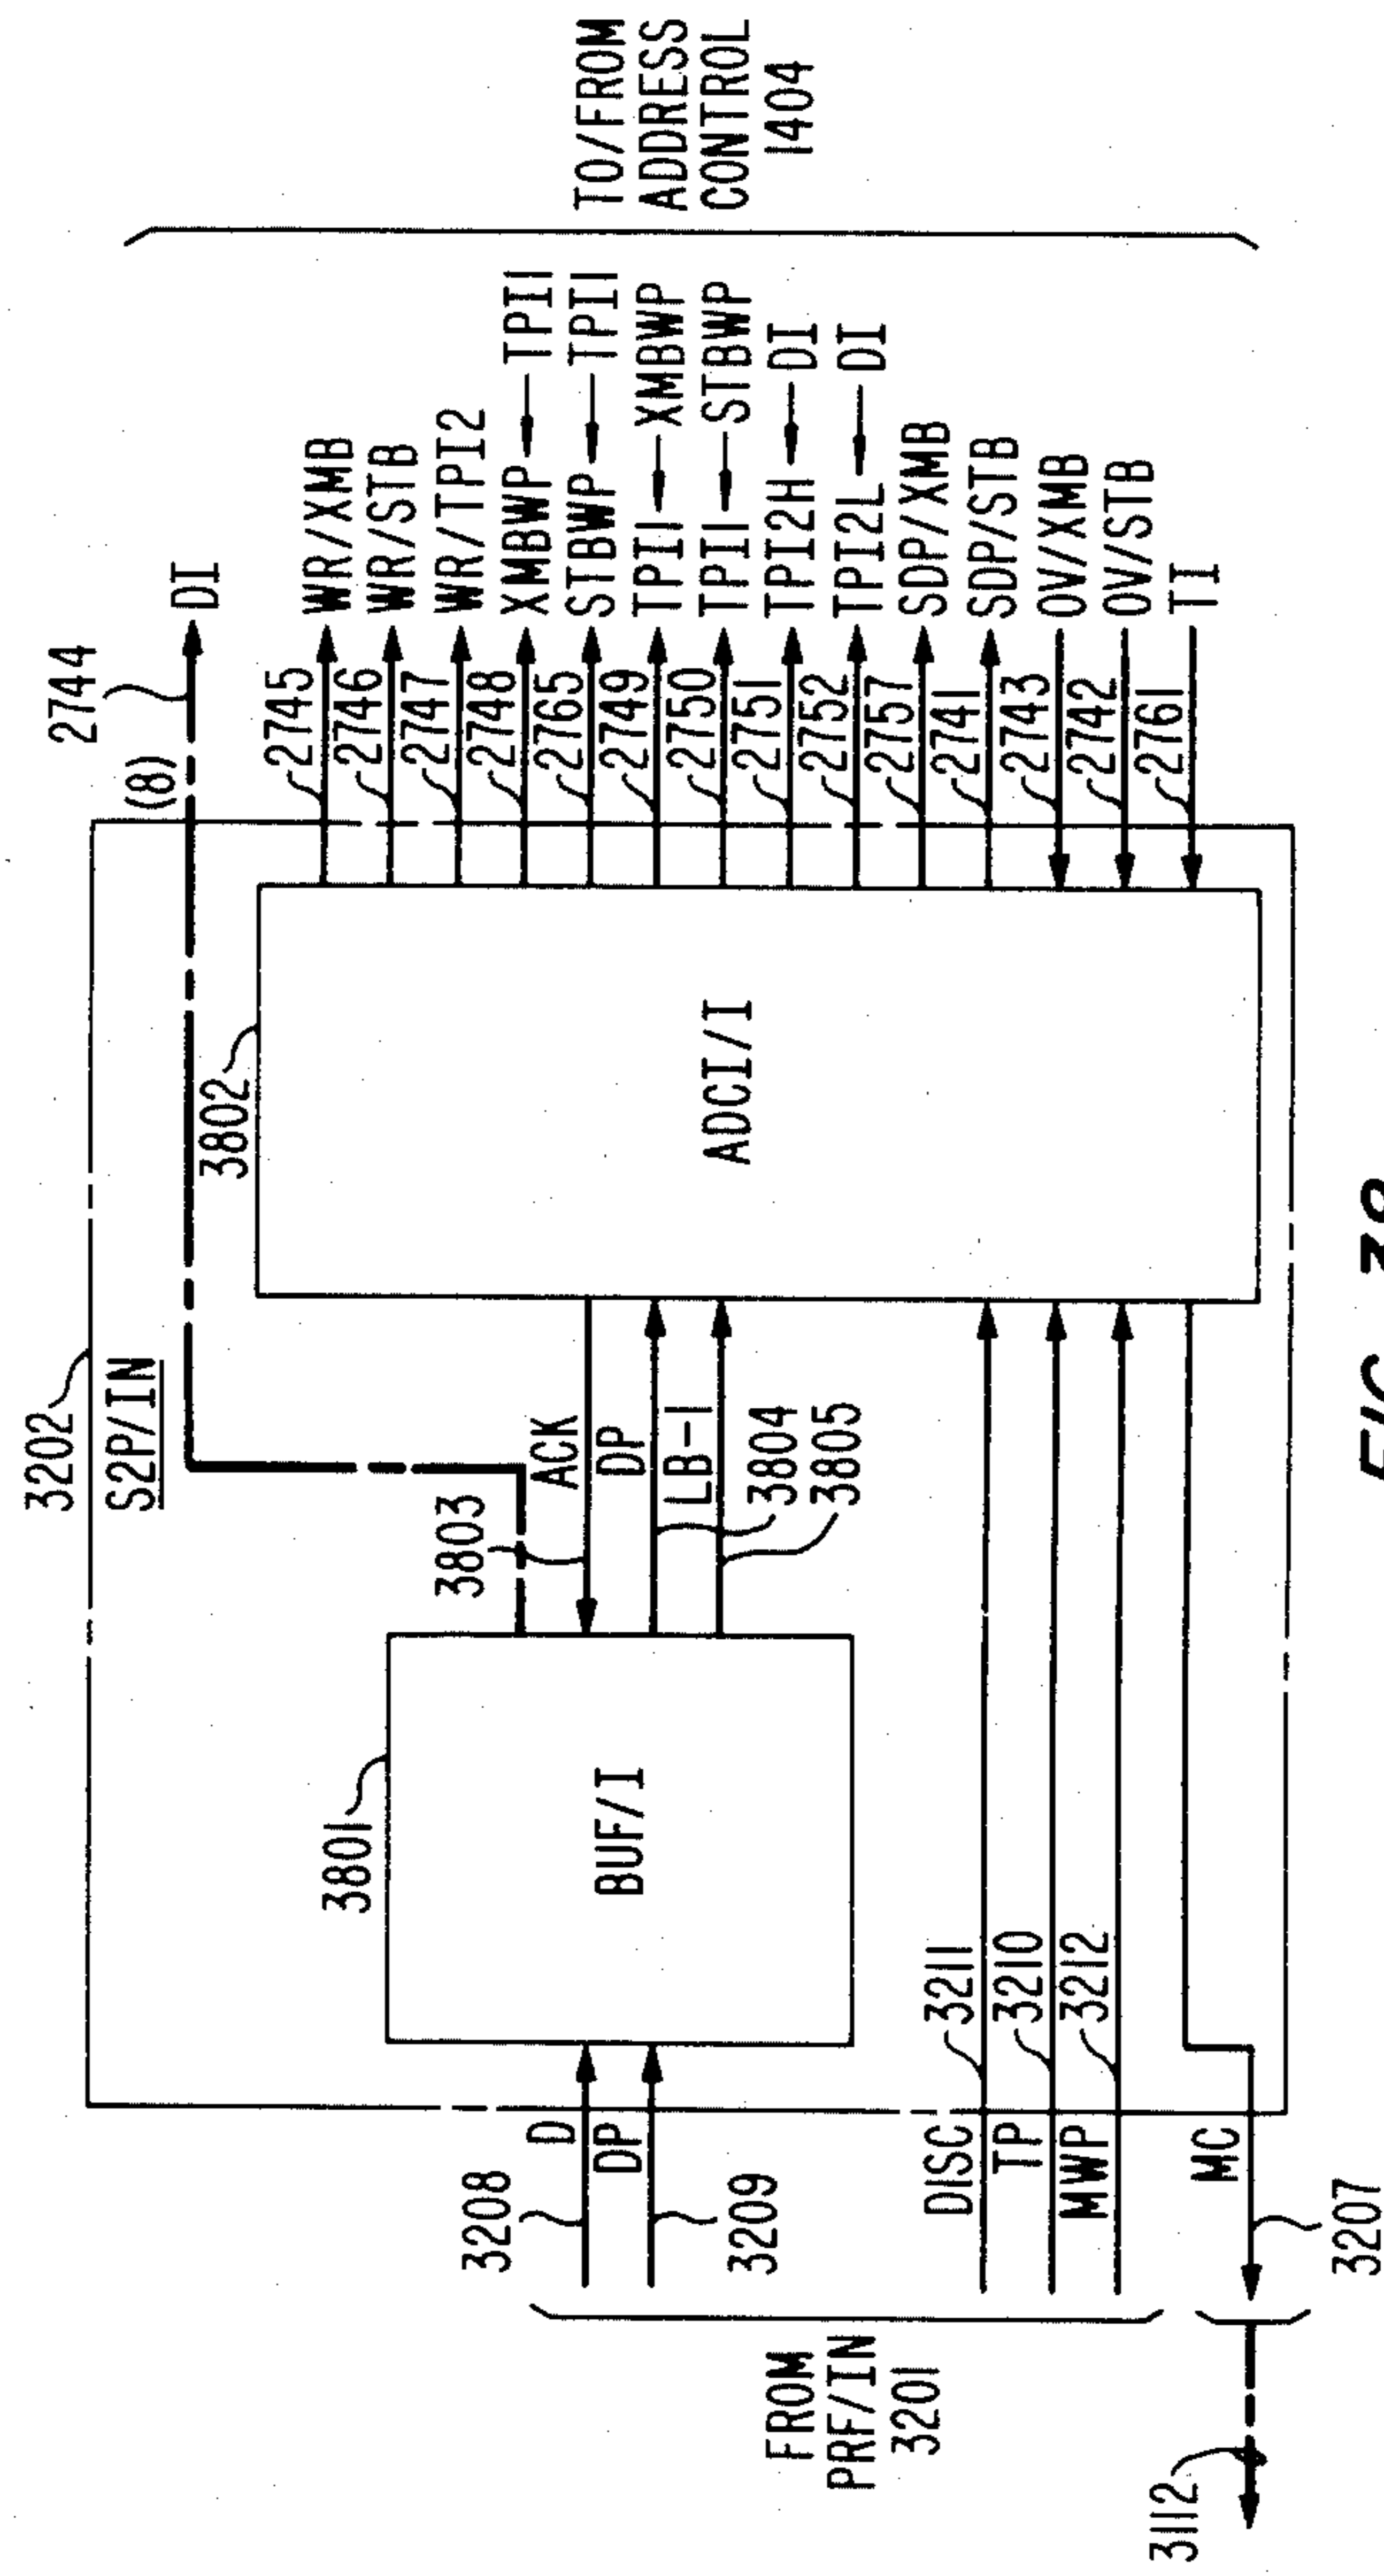 3202
S2P/IN
(8)
2744
DI
3802
3801
BUF/I
ADCI/I
3803
ACK
DP
LB-1
3804
3805
3208
D
DP
3209
DISC
3211
TP
3210
MWP
3212
MC
3207
3112
FROM
PRF/IN
3201
2745
WR/XMB
2746
WR/STB
2747
WR/TPI2
2748
XMBWP ← TPI1
2765
STBWP ← TPI1
2749
TPI1 ← XMBWP
2750
TPI1 ← STBWP
2751
TPI2H ← DI
2752
TPI2L ← DI
2757
SDP/XMB
2741
SDP/STB
2743
OV/XMB
2742
OV/STB
2761
TI
TO/FROM
ADDRESS
CONTROL
1404
FIG. 38